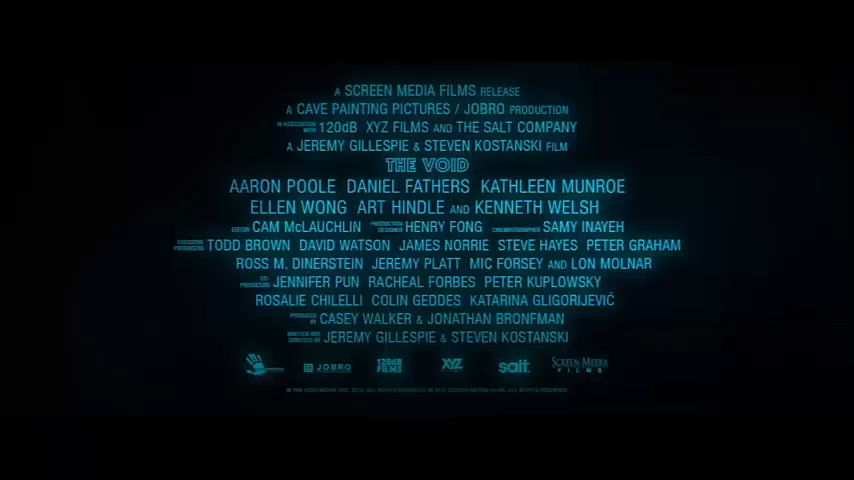 A SCREEN MEDIA FILMS RELEASE
A CAVE PAINTING PICTURES / JOBRO PRODUCTION
IN ASSOCIATION WITH 120dB XYZ FILMS AND THE SALT COMPANY
A JEREMY GILLESPIE & STEVEN KOSTANSKI FILM
THE VOID
AARON POOLE DANIEL FATHERS KATHLEEN MUNROE
ELLEN WONG ART HINDLE AND KENNETH WELSH
EDITOR CAM McLAUCHLIN PRODUCTION DESIGNER HENRY FONG CINEMATOGRAPHER SAMY INAYEH
EXECUTIVE PRODUCERS TODD BROWN DAVID WATSON JAMES NORRIE STEVE HAYES PETER GRAHAM
ROSS M. DINERSTEIN JEREMY PLATT MIC FORSEY AND LON MOLNAR
CO-PRODUCERS JENNIFER PUN RACHEAL FORBES PETER KUPLOWSKY
ROSALIE CHILELLI COLIN GEDDES KATARINA GLIGORIJEVIĆ
PRODUCED BY CASEY WALKER & JONATHAN BRONFMAN
WRITTEN AND DIRECTED BY JEREMY GILLESPIE & STEVEN KOSTANSKI
JOBRO 120dB FILMS XYZ salt SCREEN MEDIA FILMS